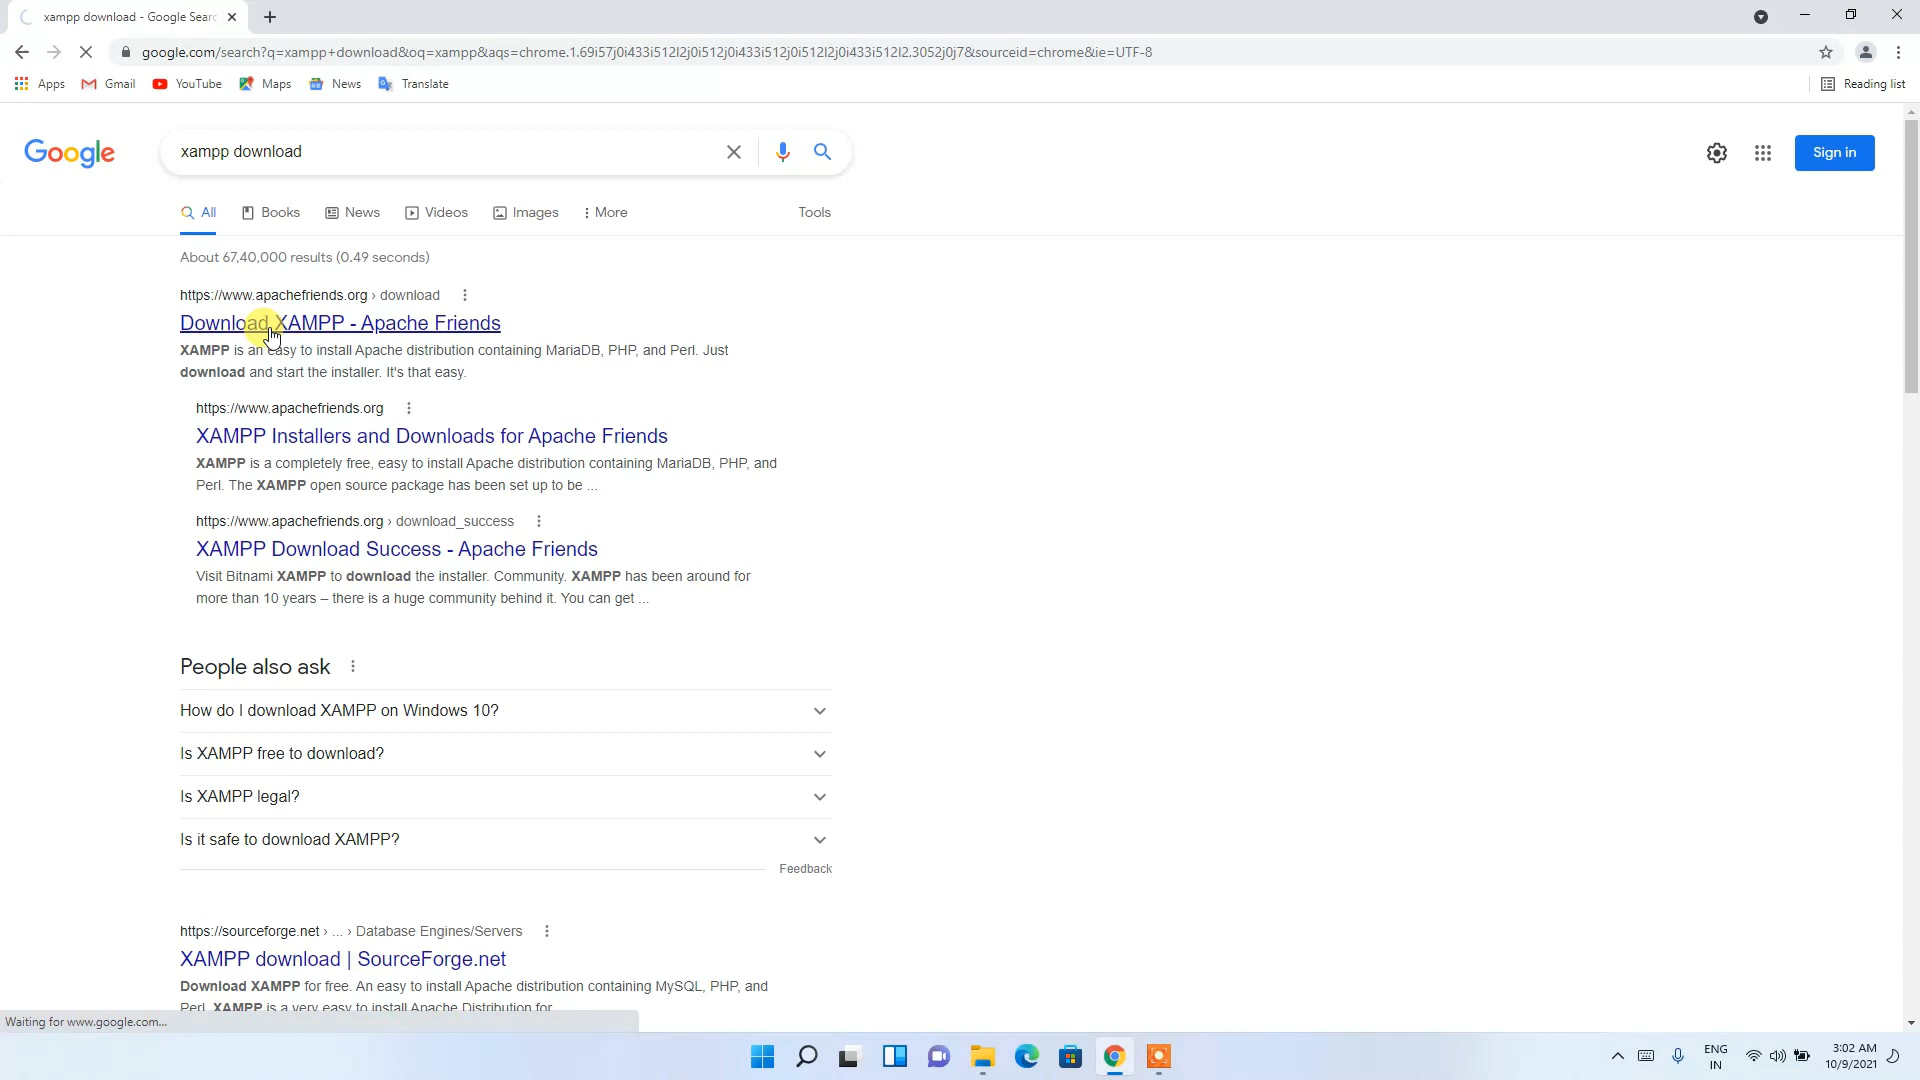 xampp download - Google Searc
google.com/search?q=xampp+download&oq=xampp&aqs=chrome.1.69i57j0i433i512l2j0i512j0i433i512j0i512l2j0i433i512l2.3052j0j7&sourceid=chrome&ie=UTF-8
Apps Gmail YouTube Maps News Translate Reading list
Google xampp download Sign in
All Books News Videos Images More Tools
About 67,40,000 results (0.49 seconds)
https://www.apachefriends.org › download
Download XAMPP - Apache Friends
XAMPP is an easy to install Apache distribution containing MariaDB, PHP, and Perl. Just
download and start the installer. It's that easy.
https://www.apachefriends.org
XAMPP Installers and Downloads for Apache Friends
XAMPP is a completely free, easy to install Apache distribution containing MariaDB, PHP, and
Perl. The XAMPP open source package has been set up to be ...
https://www.apachefriends.org › download_success
XAMPP Download Success - Apache Friends
Visit Bitnami XAMPP to download the installer. Community. XAMPP has been around for
more than 10 years – there is a huge community behind it. You can get ...
People also ask
How do I download XAMPP on Windows 10?
Is XAMPP free to download?
Is XAMPP legal?
Is it safe to download XAMPP?
Feedback
https://sourceforge.net › ... › Database Engines/Servers
XAMPP download | SourceForge.net
Download XAMPP for free. An easy to install Apache distribution containing MySQL, PHP, and
Perl. XAMPP is a very easy to install Apache Distribution for
Waiting for www.google.com...
ENG 3:02 AM
IN 10/9/2021